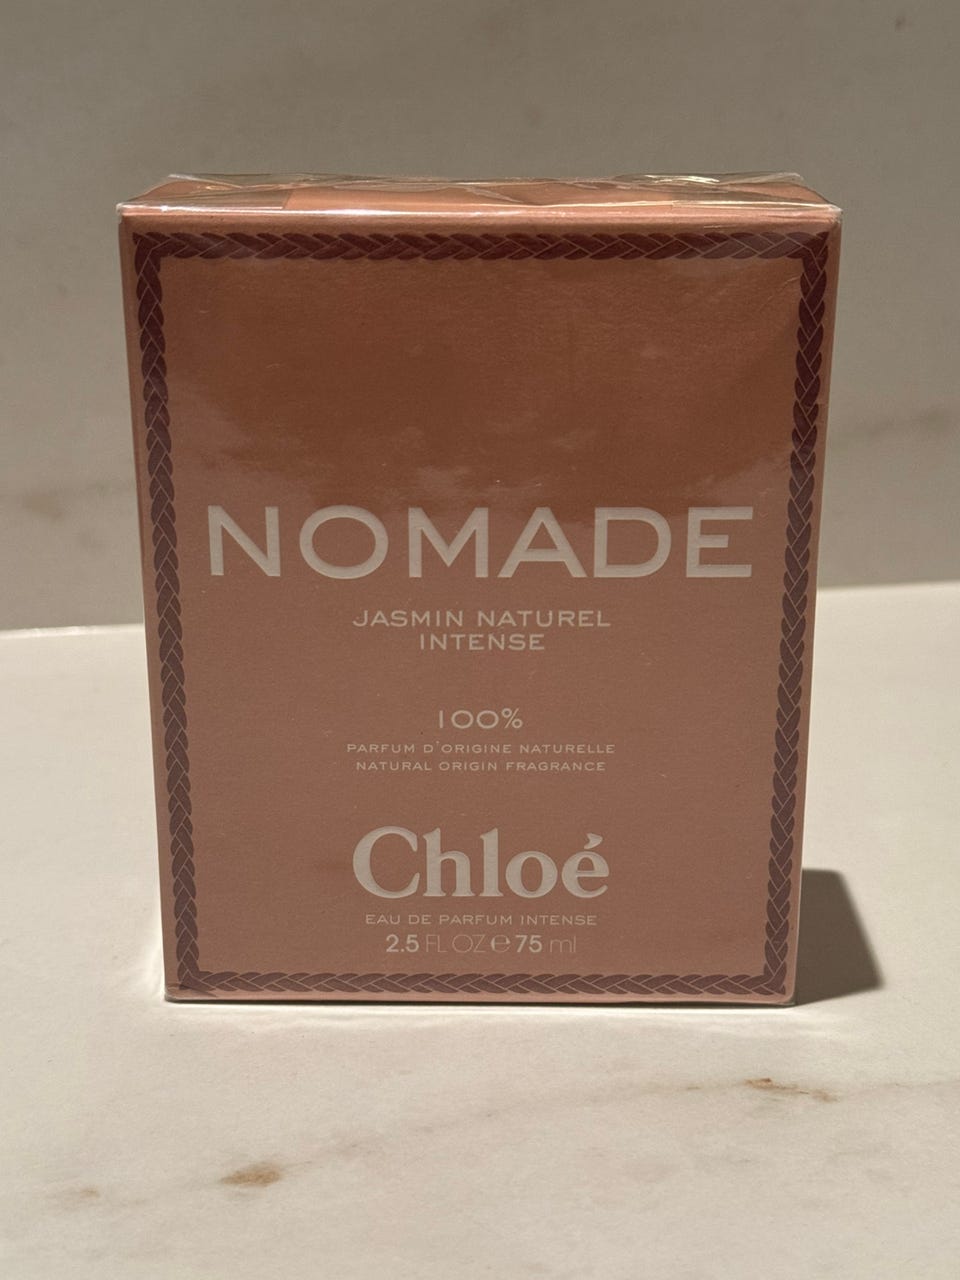 NOMADE
JASMIN NATUREL
INTENSE
100%
PARFUM D'ORIGINE NATURELLE
NATURAL ORIGIN FRAGRANCE
Chloé
EAU DE PARFUM INTENSE
2.5 FL OZ ℮ 75 ml